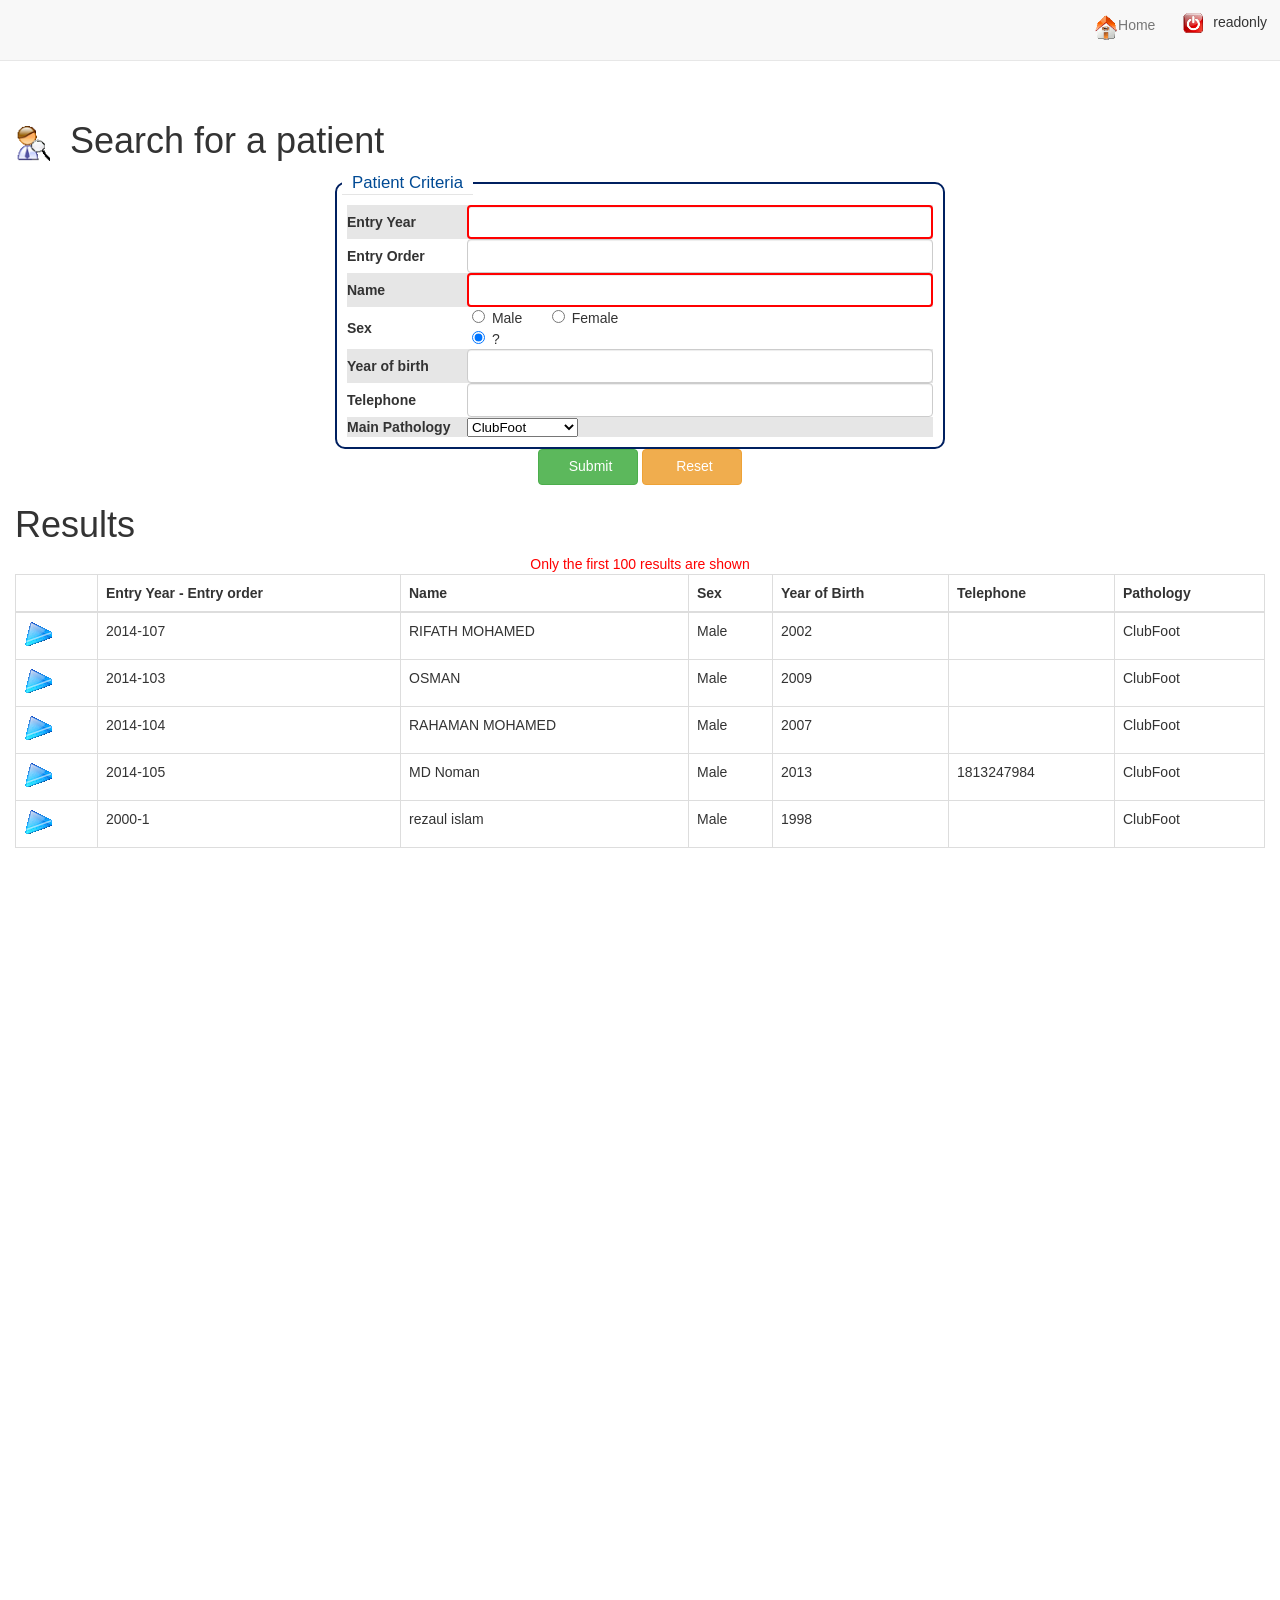 Home readonly
Search for a patient
Patient Criteria
Entry Year
Entry Order
Name
Sex Male Female
?
Year of birth
Telephone
Main Pathology ClubFoot
Submit Reset
Results
Only the first 100 results are shown
Entry Year - Entry order Name Sex Year of Birth Telephone Pathology
2014-107 RIFATH MOHAMED Male 2002 ClubFoot
2014-103 OSMAN Male 2009 ClubFoot
2014-104 RAHAMAN MOHAMED Male 2007 ClubFoot
2014-105 MD Noman Male 2013 1813247984 ClubFoot
2000-1 rezaul islam Male 1998 ClubFoot